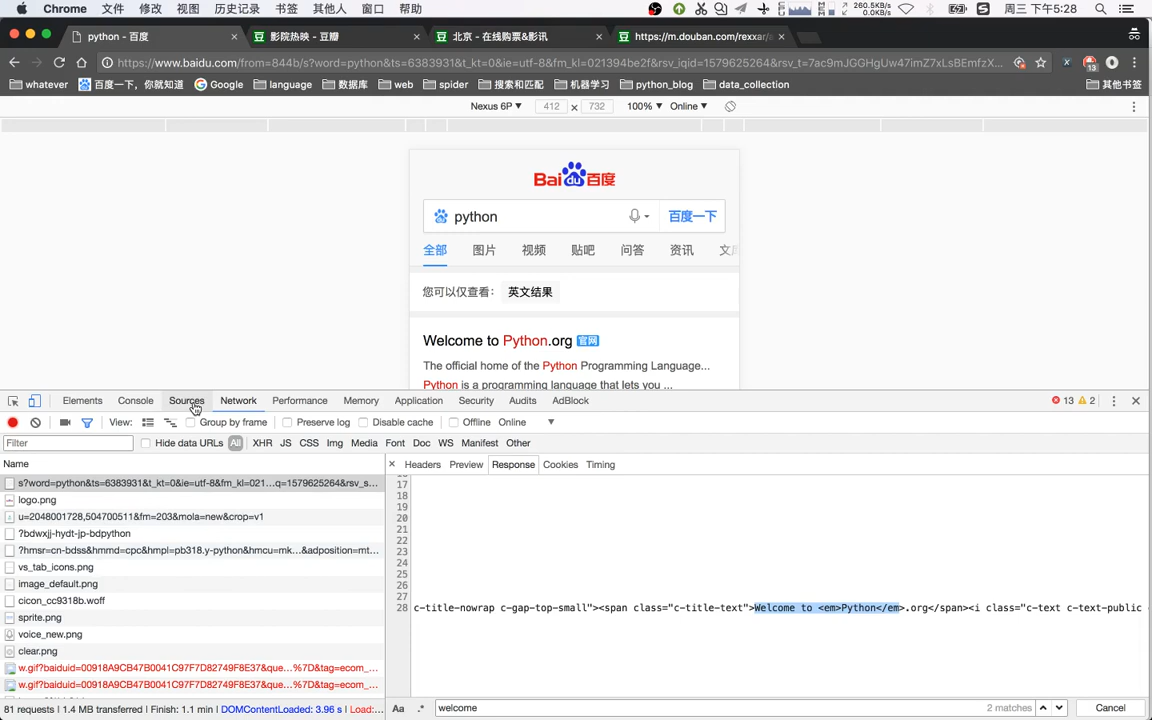 Chrome 文件 修改 视图 历史记录 书签 其他人 窗口 帮助 260.5KB/s 0.0KB/s 周三 下午5:28
python - 百度 影院热映 - 豆瓣 北京 - 在线购票&影讯 https://m.douban.com/rexxar/a
https://www.baidu.com/from=844b/s?word=python&ts=6383931&t_kt=0&ie=utf-8&fm_kl=021394be2f&rsv_iqid=1579625264&rsv_t=7ac9mJGGHgUw47imZ7xLsBEmfzX... 13
whatever 百度一下,你就知道 Google language 数据库 web spider 搜索和匹配 机器学习 python_blog data_collection 其他书签
Nexus 6P ▼ 412 × 732 100% ▼ Online ▼
Bai du 百度
python 百度一下
全部 图片 视频 贴吧 问答 资讯 文
您可以仅查看: 英文结果
Welcome to Python.org 官网
The official home of the Python Programming Language...
Python is a programming language that lets you ...
Elements Console Sources Network Performance Memory Application Security Audits AdBlock 13 2
View: Group by frame Preserve log Disable cache Offline Online ▼
Filter Hide data URLs All XHR JS CSS Img Media Font Doc WS Manifest Other
Name Headers Preview Response Cookies Timing
s?word=python&ts=6383931&t_kt=0&ie=utf-8&fm_kl=021...q=1579625264&rsv_s...
logo.png
u=2048001728,504700511&fm=203&mola=new&crop=v1
?bdwxjj-hydt-jp-bdpython
?hmsr=cn-bdss&hmmd=cpc&hmpl=pb318.y-python&hmcu=mk...&adposition=mt...
vs_tab_icons.png
image_default.png
cicon_cc9318b.woff
sprite.png
voice_new.png
clear.png
w.gif?baiduid=00918A9CB47B0041C97F7D82749F8E37&que...%7D&tag=ecom_...
w.gif?baiduid=00918A9CB47B0041C97F7D82749F8E37&que...%7D&tag=ecom_...
17
18
19
20
21
22
23
24
25
26
27
28 c-title-nowrap c-gap-top-small"><span class="c-title-text">Welcome to <em>Python</em>.org</span><i class="c-text c-text-public
81 requests | 1.4 MB transferred | Finish: 1.1 min | DOMContentLoaded: 3.96 s | Load:...
Aa .* welcome 2 matches Cancel